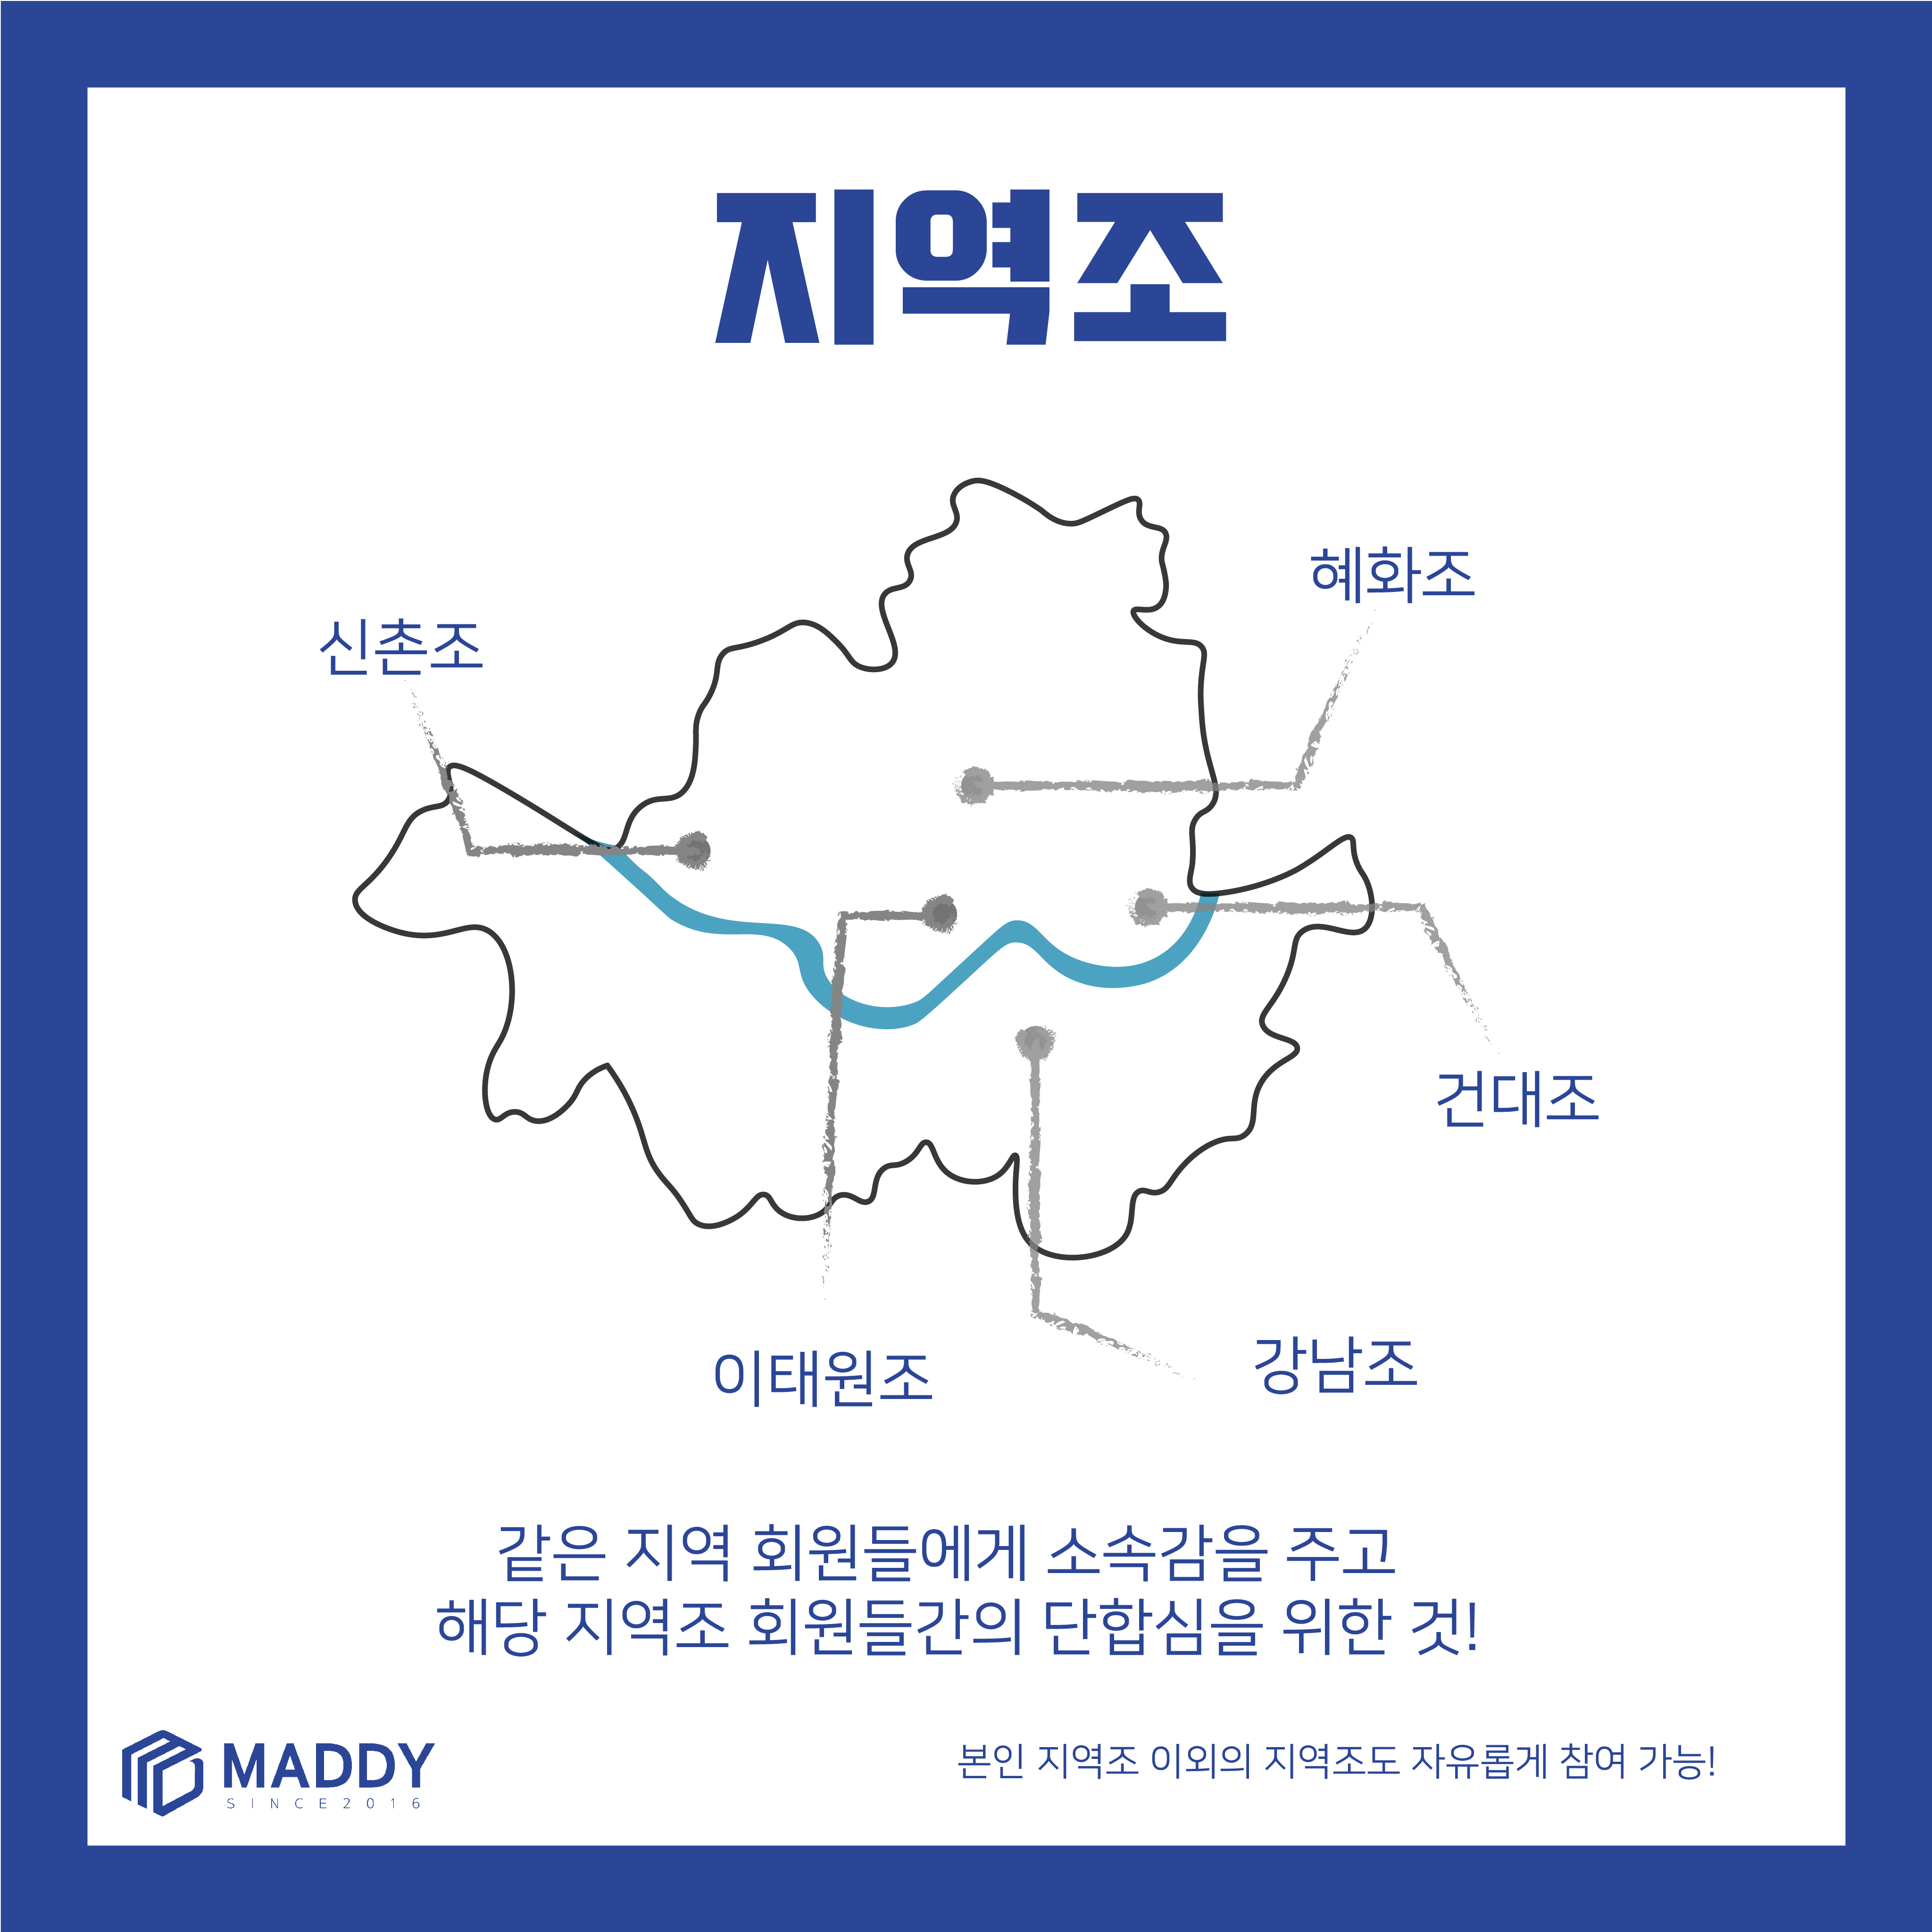 지역조
혜화조
신촌조
건대조
이태원조
강남조
같은 지역 회원들에게 소속감을 주고
해당 지역조 회원들간의 단합심을 위한 것!
MADDY
SINCE2016
본인 지역조 이외의 지역조도 자유롭게 참여 가능!